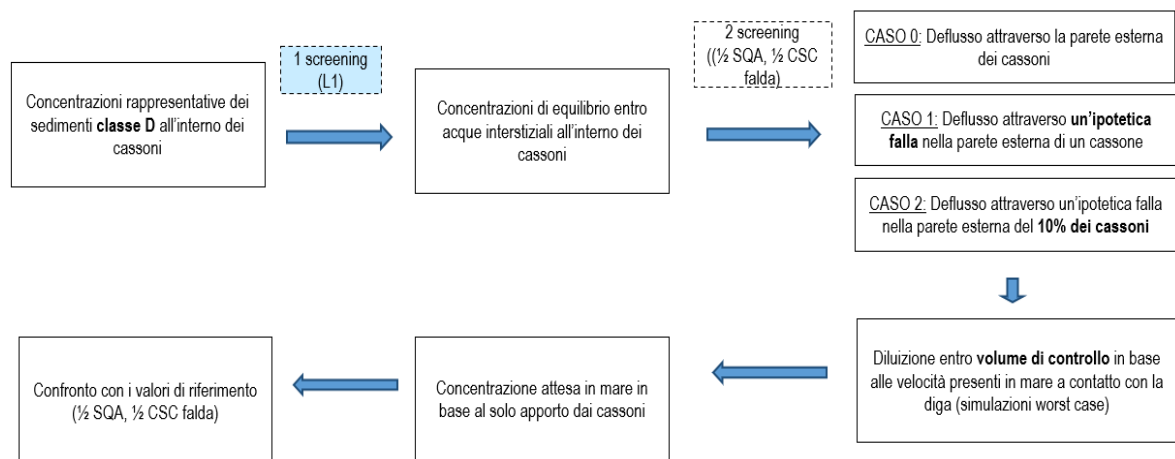 Concentrazioni rappresentative dei
sedimenti classe D all'interno dei
cassoni
1 screening
(L1)
Concentrazioni di equilibrio entro
acque interstiziali all'interno dei
cassoni
2 screening
((½ SQA, ½ CSC
falda)
CASO 0: Deflusso attraverso la parete esterna
dei cassoni
CASO 1: Deflusso attraverso un'ipotetica
falla nella parete esterna di un cassone
CASO 2: Deflusso attraverso un'ipotetica falla
nella parete esterna del 10% dei cassoni
Diluizione entro volume di controllo in base
alle velocità presenti in mare a contatto con la
diga (simulazioni worst case)
Concentrazione attesa in mare in
base al solo apporto dai cassoni
Confronto con i valori di riferimento
(½ SQA, ½ CSC falda)